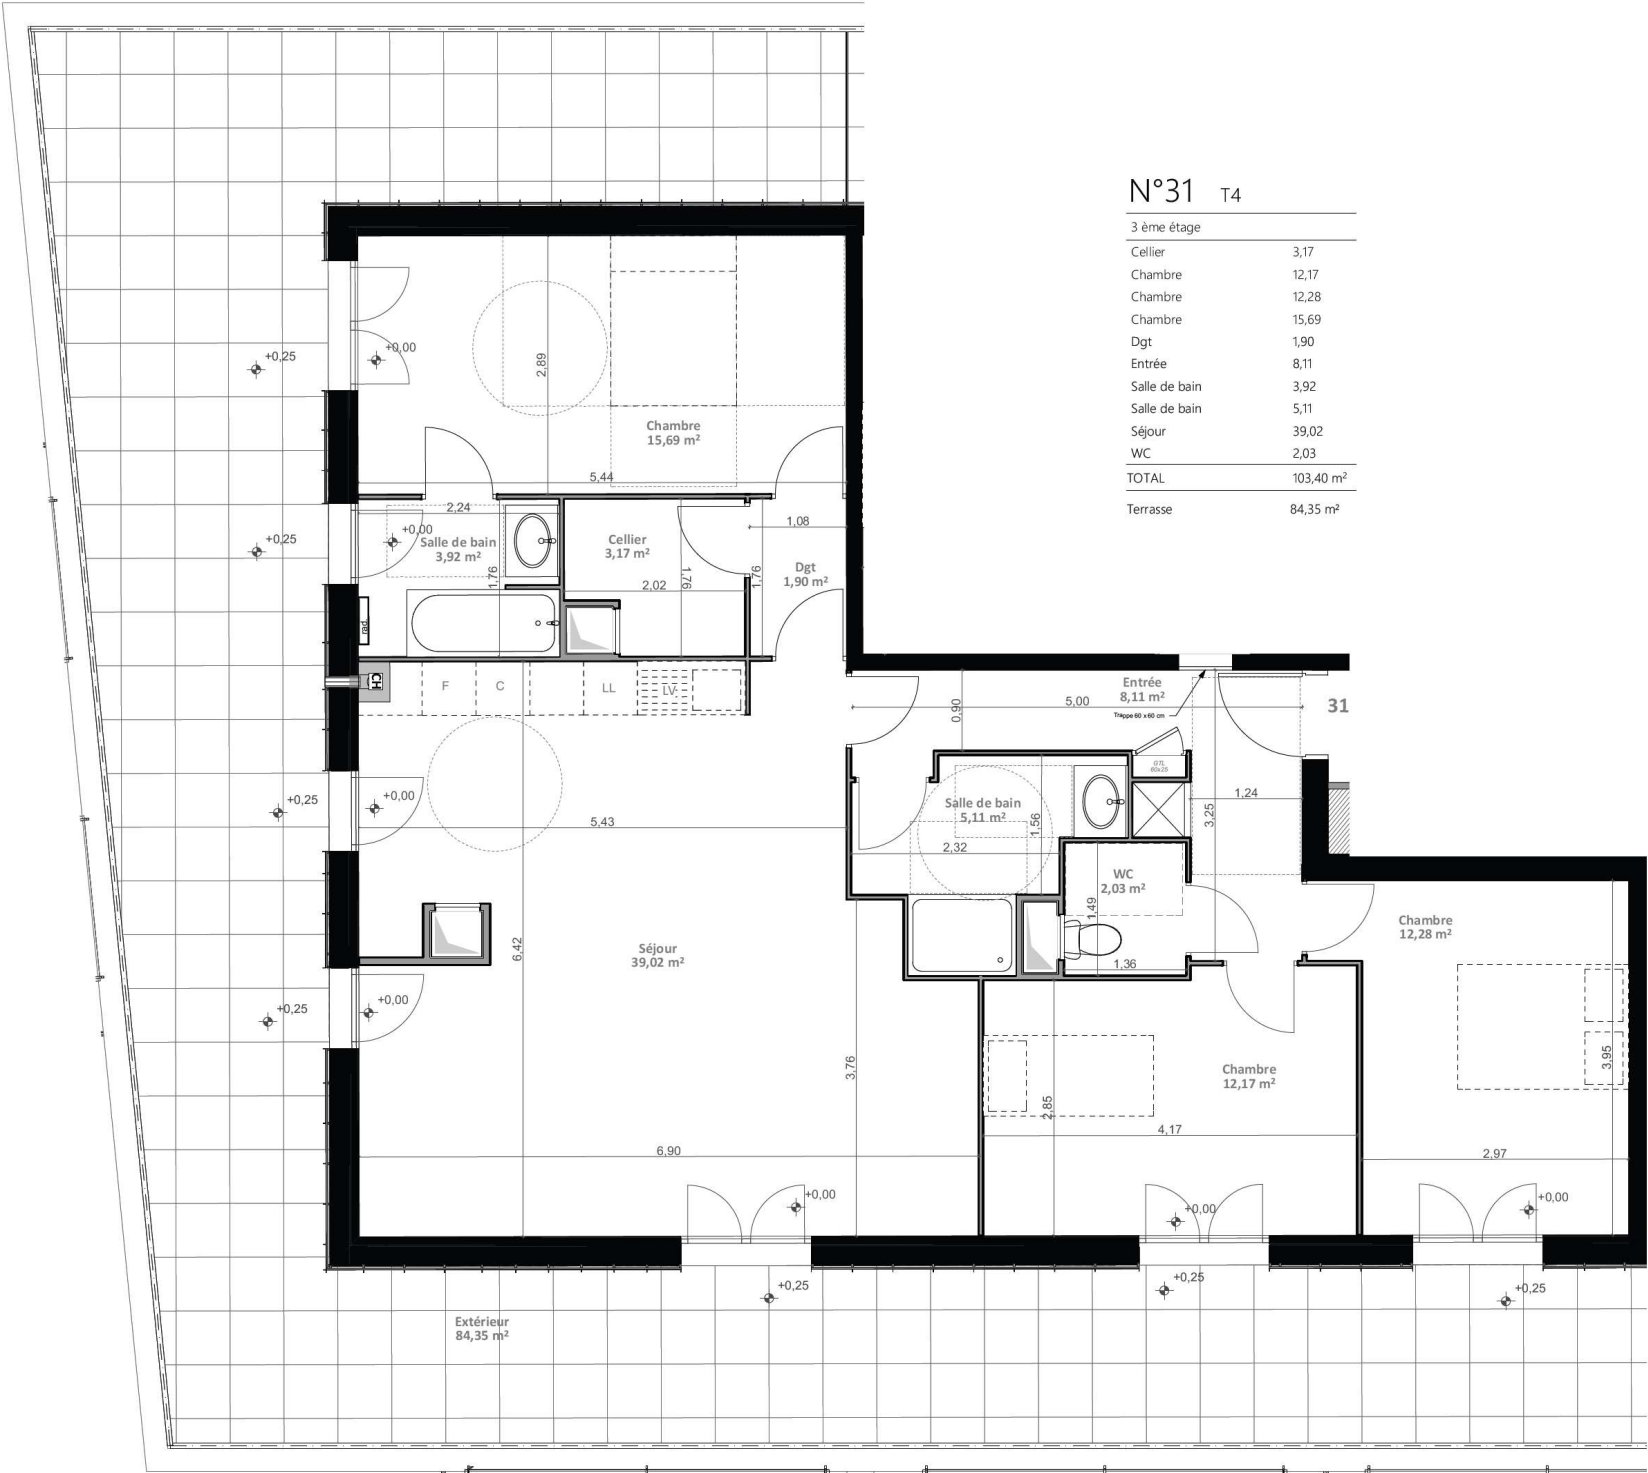 N°31 T4
3 ème étage
Cellier 3,17
Chambre 12,17
Chambre 12,28
Chambre 15,69
Dgt 1,90
Entrée 8,11
Salle de bain 3,92
Salle de bain 5,11
Séjour 39,02
WC 2,03
TOTAL 103,40 m²
Terrasse 84,35 m²
+0,25
+0,00
2,89
Chambre
15,69 m²
5,44
2,24
+0,25
+0,00
Salle de bain
3,92 m²
1,76
Cellier
3,17 m²
2,02
1,76
1,76
1,08
Dgt
1,90 m²
rad.
CH
F
C
LL
LV
Entrée
8,11 m²
0,90
5,00
Trappe 60 x 60 cm
31
GTL
60x25
+0,25
+0,00
5,43
Salle de bain
5,11 m²
1,56
2,32
1,24
3,25
WC
2,03 m²
1,49
1,36
Chambre
12,28 m²
Séjour
39,02 m²
6,42
+0,25
+0,00
3,76
Chambre
12,17 m²
2,85
4,17
3,95
2,97
6,90
+0,00
+0,00
+0,00
+0,25
+0,25
+0,25
Extérieur
84,35 m²